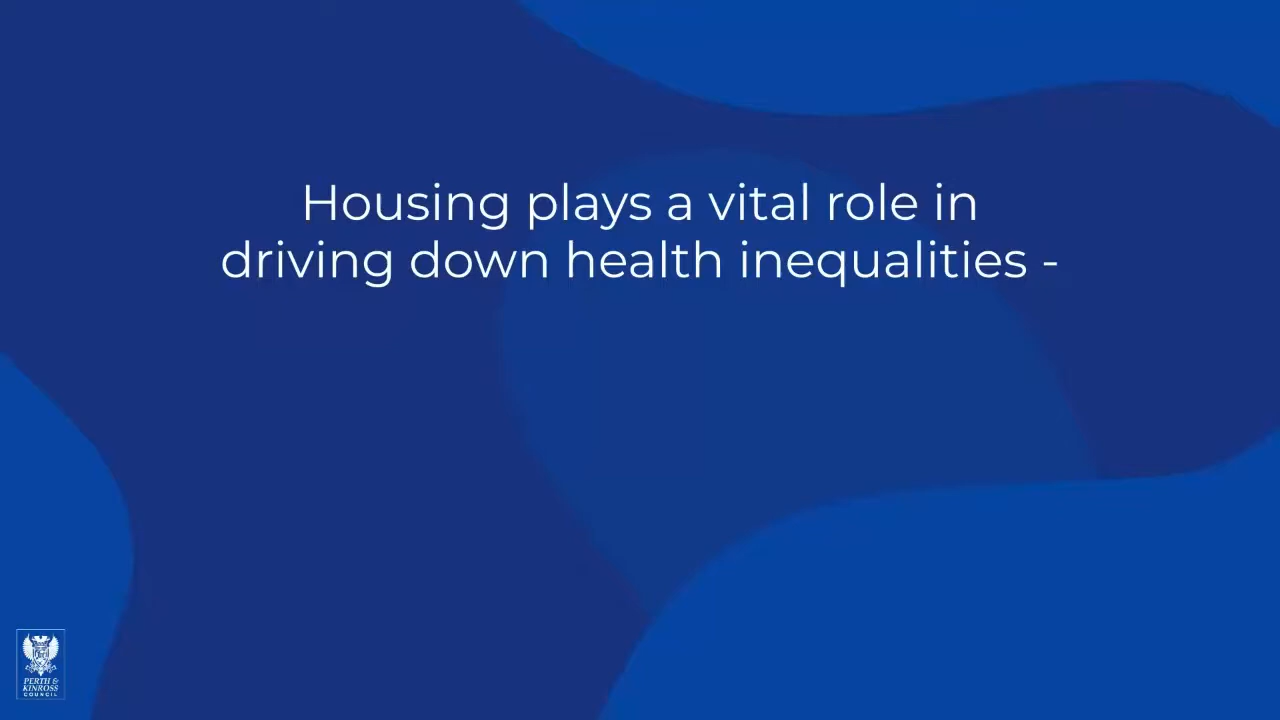 Housing plays a vital role in
driving down health inequalities -
PERTH &
KINROSS
COUNCIL